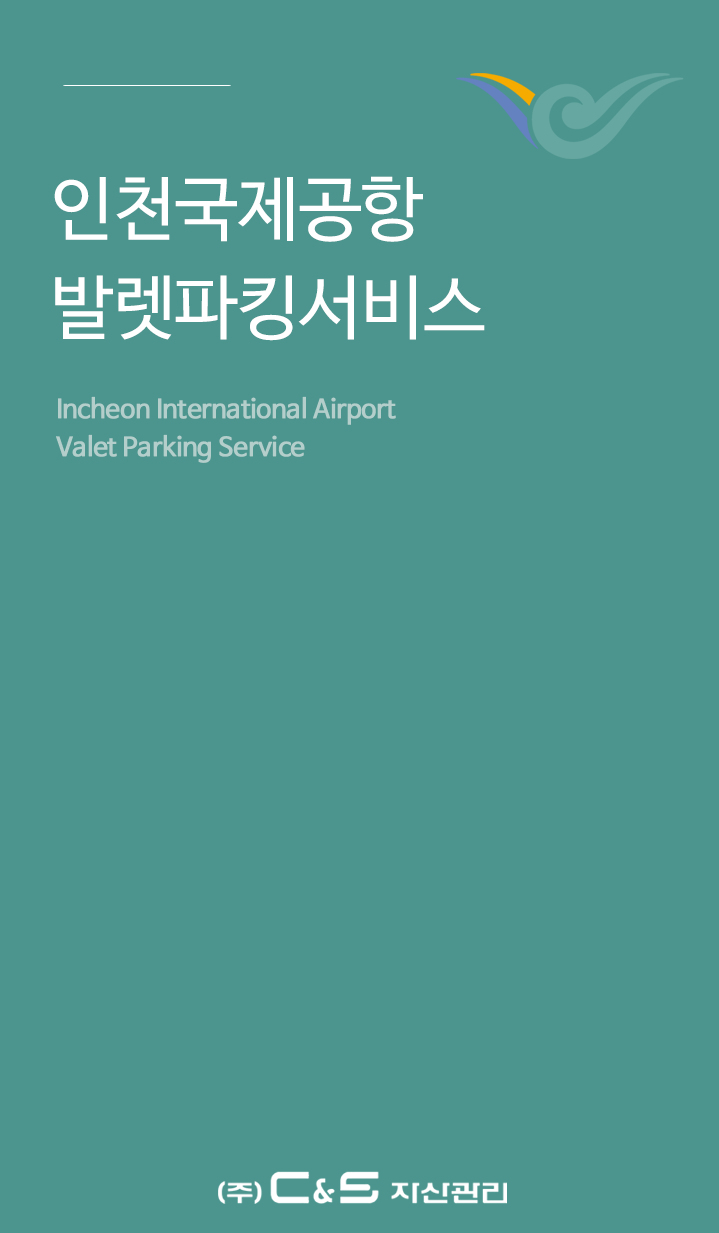 인천국제공항
발렛파킹서비스
Incheon International Airport
Valet Parking Service
(주) C&S 자산관리